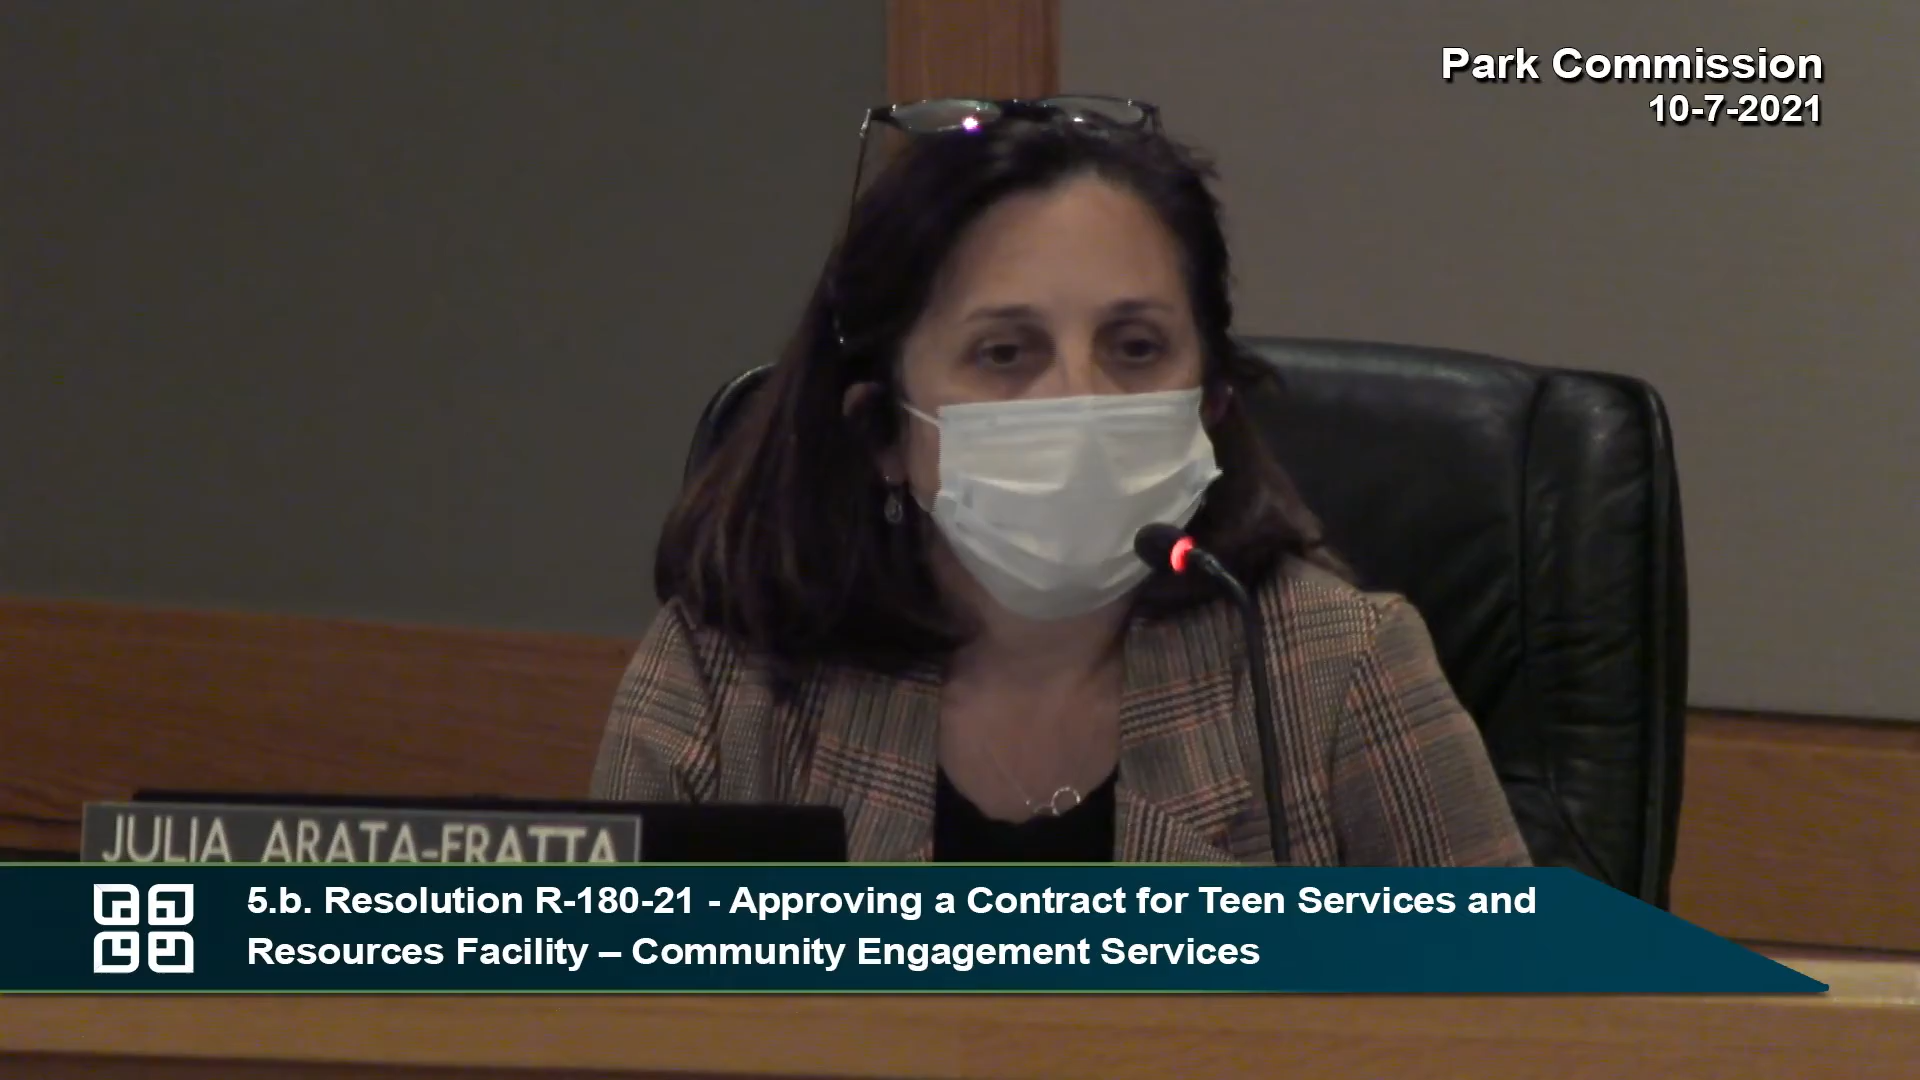 Park Commission
10-7-2021
JULIA ARATA-FRATTA
5.b. Resolution R-180-21 - Approving a Contract for Teen Services and
Resources Facility – Community Engagement Services